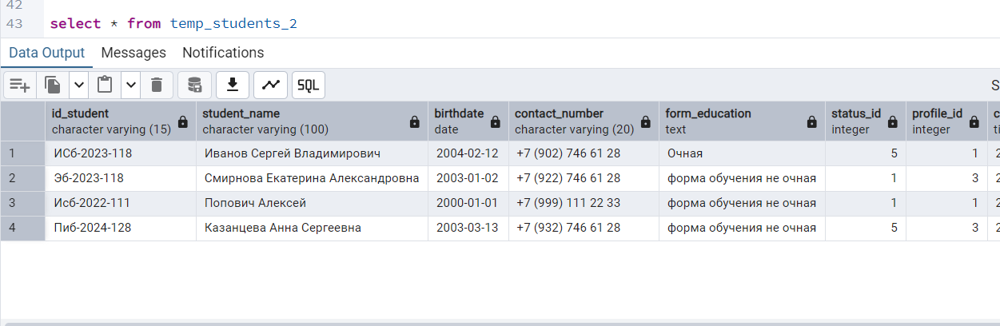 42
43 select * from temp_students_2
Data Output Messages Notifications
SQL S
id_student student_name birthdate contact_number form_education status_id profile_id c
character varying (15) character varying (100) date character varying (20) text integer integer ti
1 ИСб-2023-118 Иванов Сергей Владимирович 2004-02-12 +7 (902) 746 61 28 Очная 5 1 2
2 Эб-2023-118 Смирнова Екатерина Александровна 2003-01-02 +7 (922) 746 61 28 форма обучения не очная 1 3 2
3 Исб-2022-111 Попович Алексей 2000-01-01 +7 (999) 111 22 33 форма обучения не очная 1 1 2
4 Пиб-2024-128 Казанцева Анна Сергеевна 2003-03-13 +7 (932) 746 61 28 форма обучения не очная 5 3 2